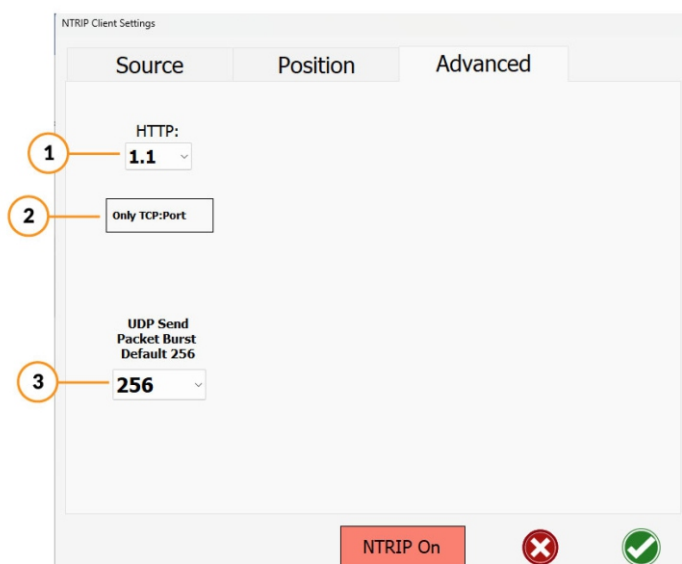 NTRIP Client Settings
Source Position Advanced
HTTP:
1 1.1
2 Only TCP:Port
UDP Send
Packet Burst
Default 256
3 256
NTRIP On